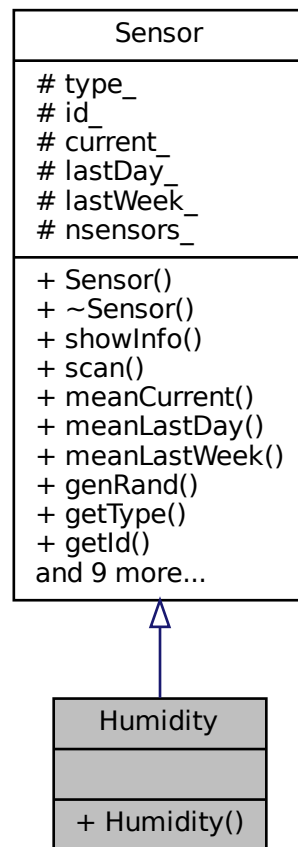 Sensor
# type_
# id_
# current_
# lastDay_
# lastWeek_
# nsensors_
+ Sensor()
+ ~Sensor()
+ showInfo()
+ scan()
+ meanCurrent()
+ meanLastDay()
+ meanLastWeek()
+ genRand()
+ getType()
+ getId()
and 9 more...
Humidity
+ Humidity()